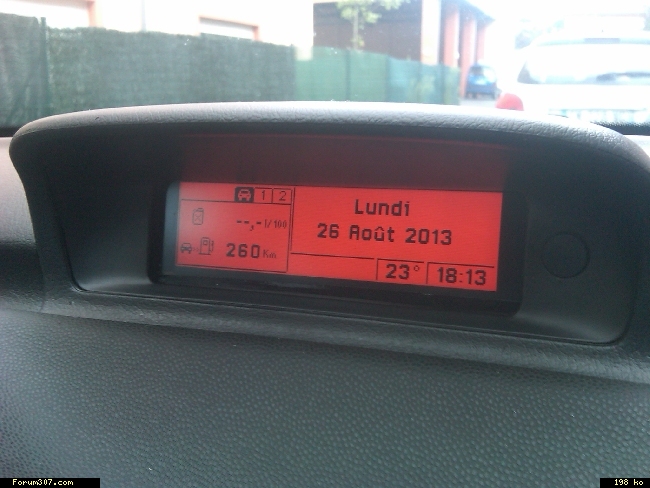 1 2
--,- l/100
260 Km
Lundi
26 Août 2013
23° 18:13
Forum307.com
198 ko